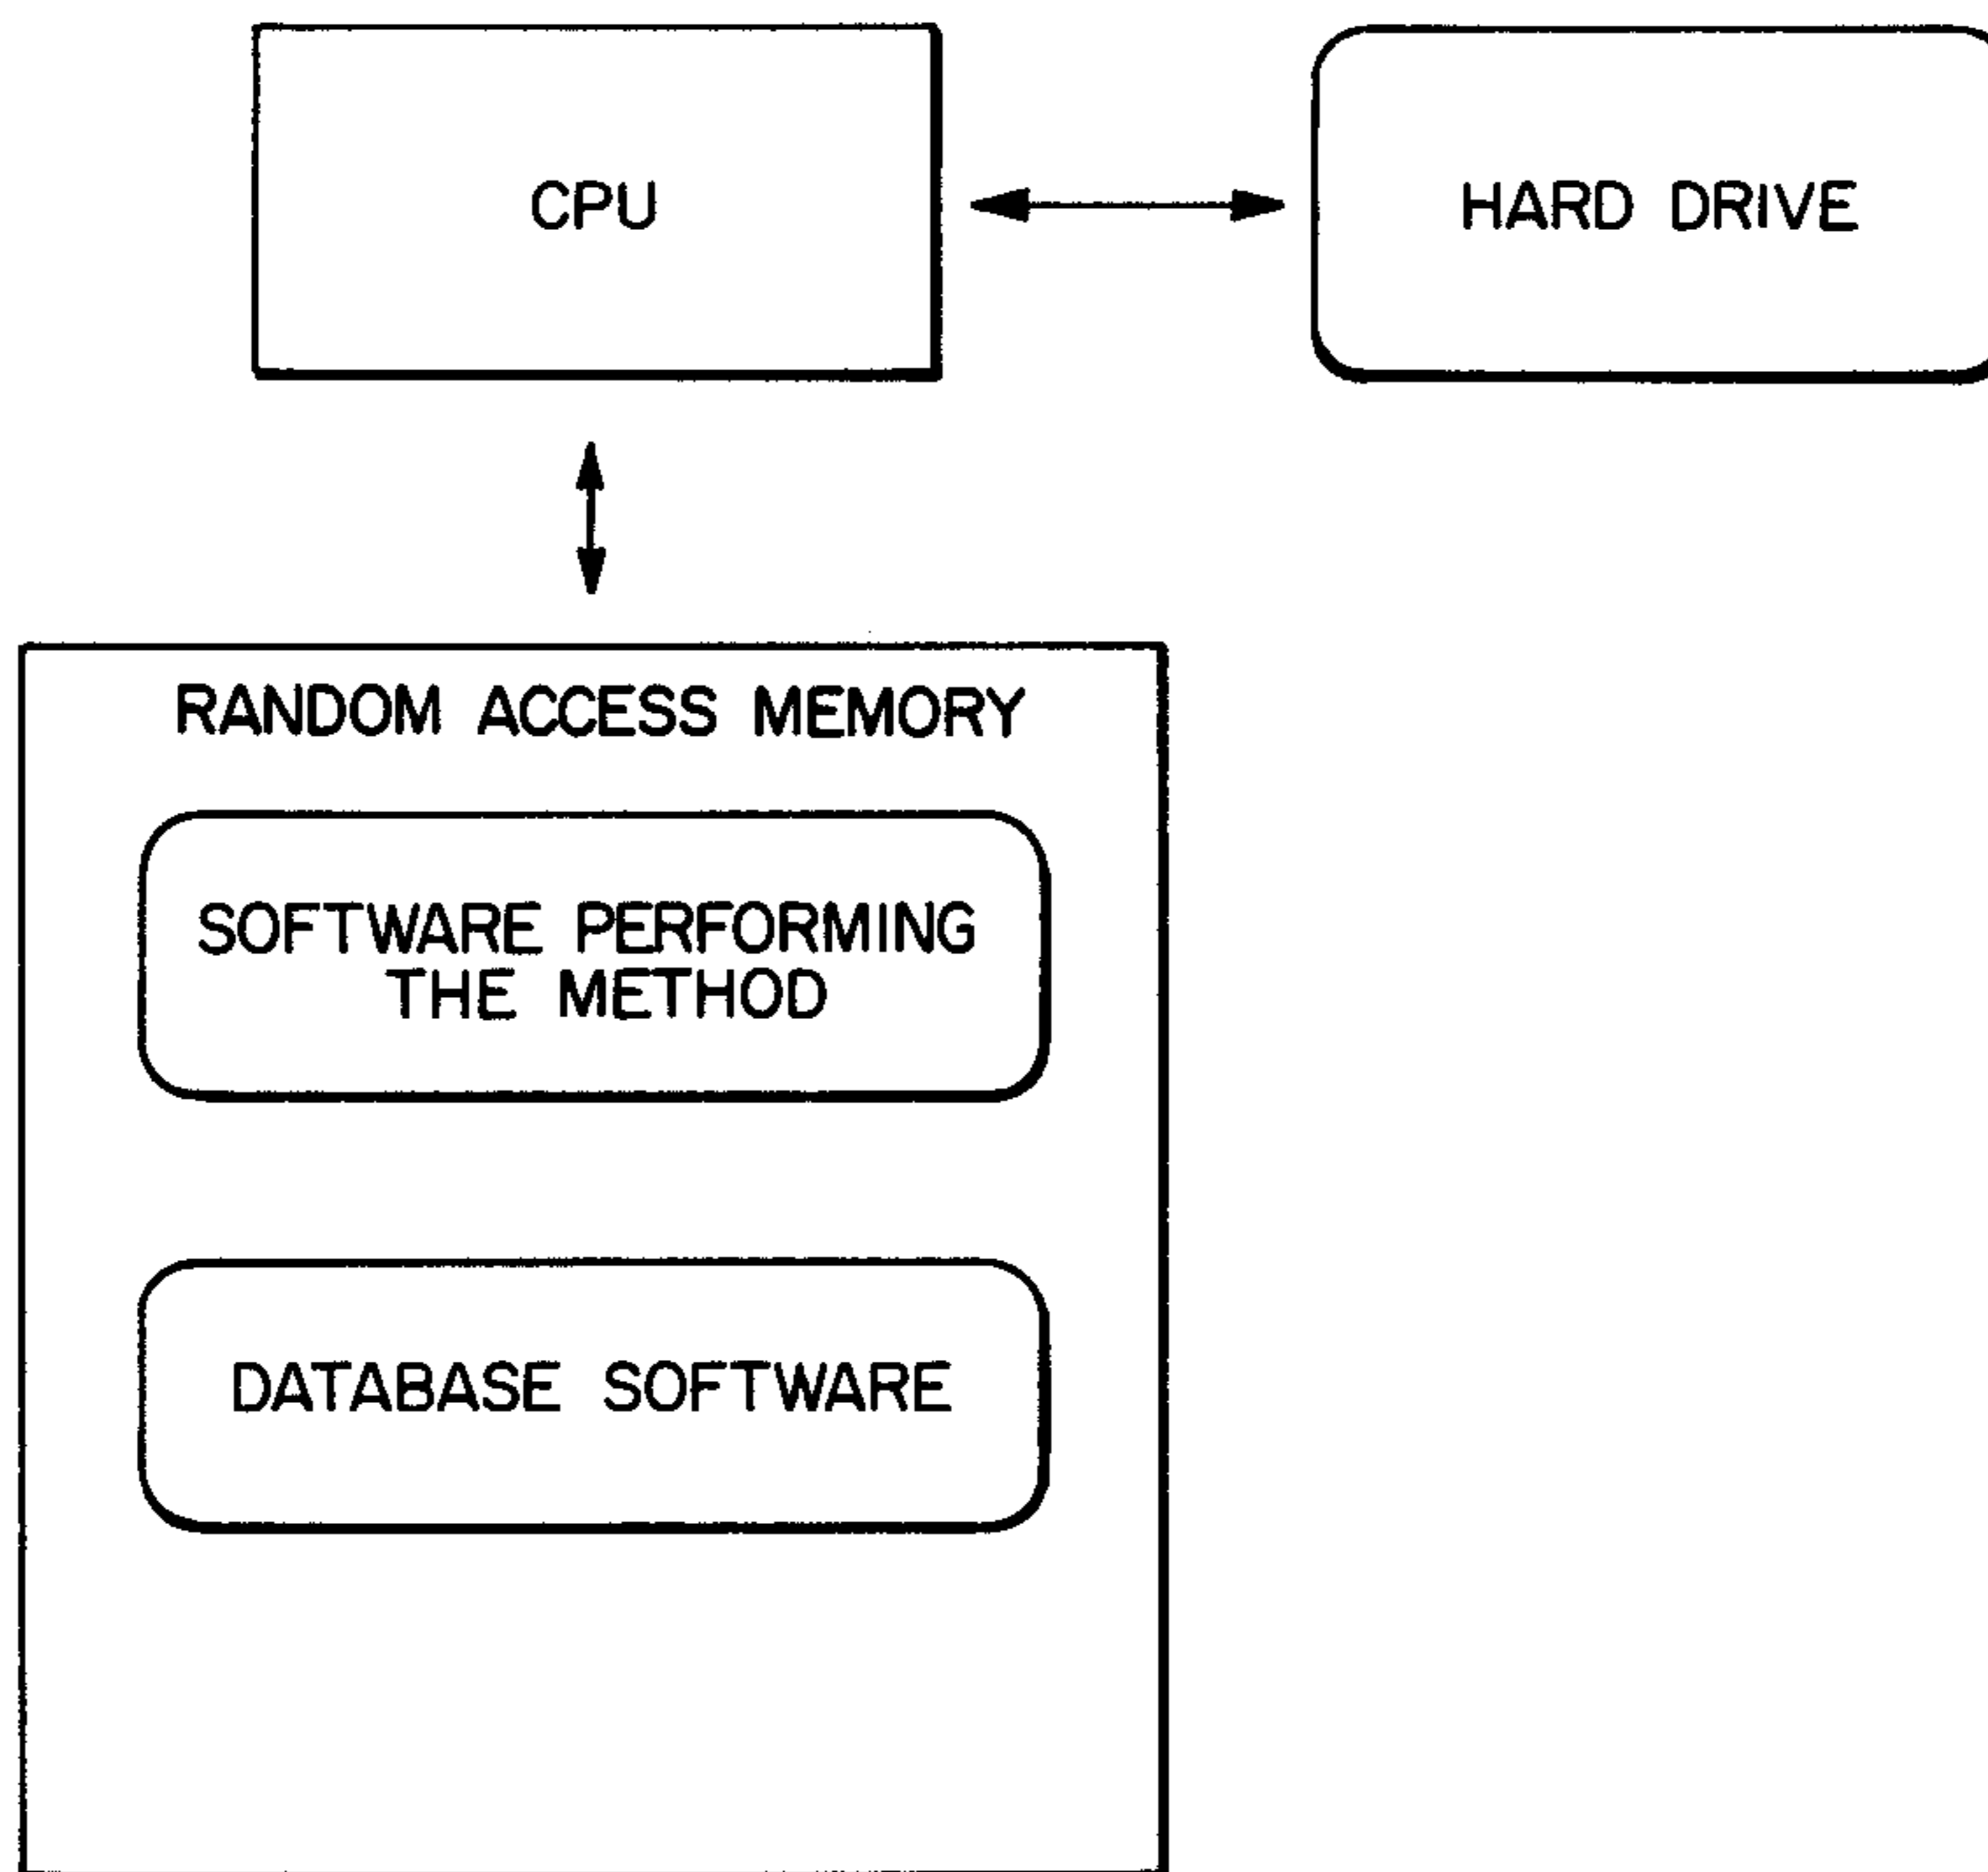 CPU
HARD DRIVE
RANDOM ACCESS MEMORY
SOFTWARE PERFORMING
THE METHOD
DATABASE SOFTWARE